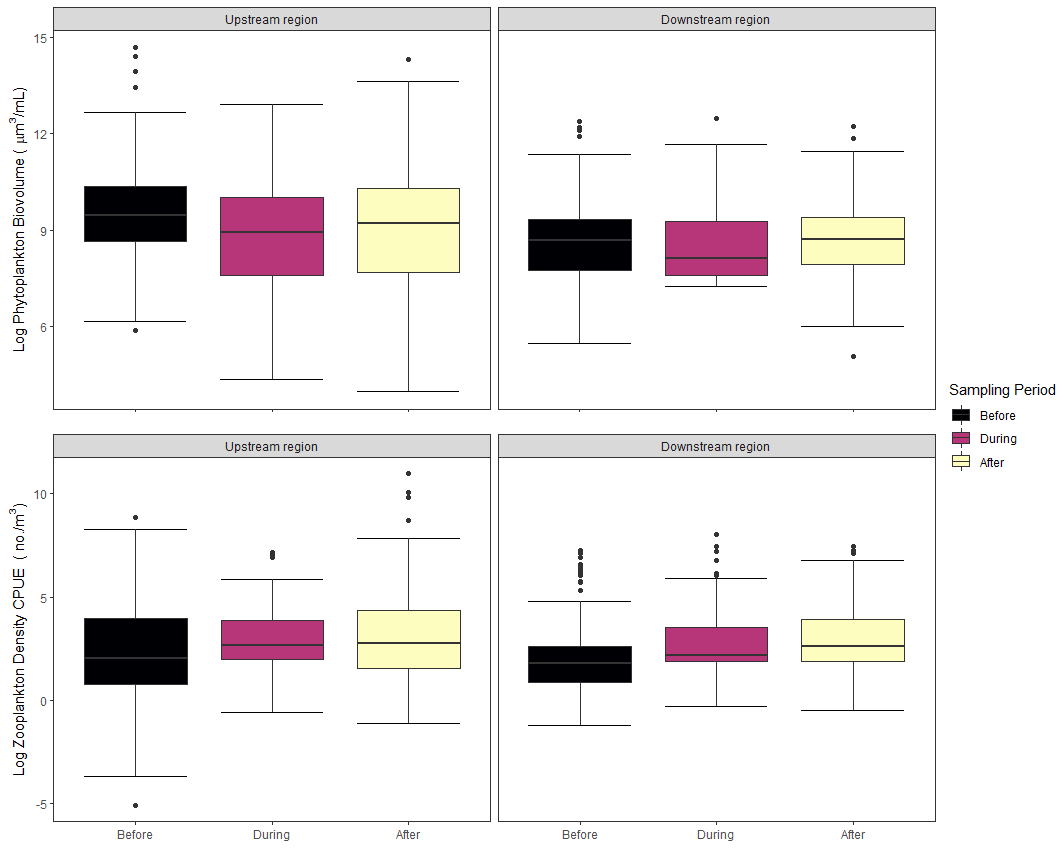 Upstream region
Downstream region
Log Phytoplankton Biovolume ( μm³/mL)
15
12
9
6
Upstream region
Downstream region
Log Zooplankton Density CPUE ( no./m³)
10
5
0
-5
Before
During
After
Before
During
After
Sampling Period
Before
During
After